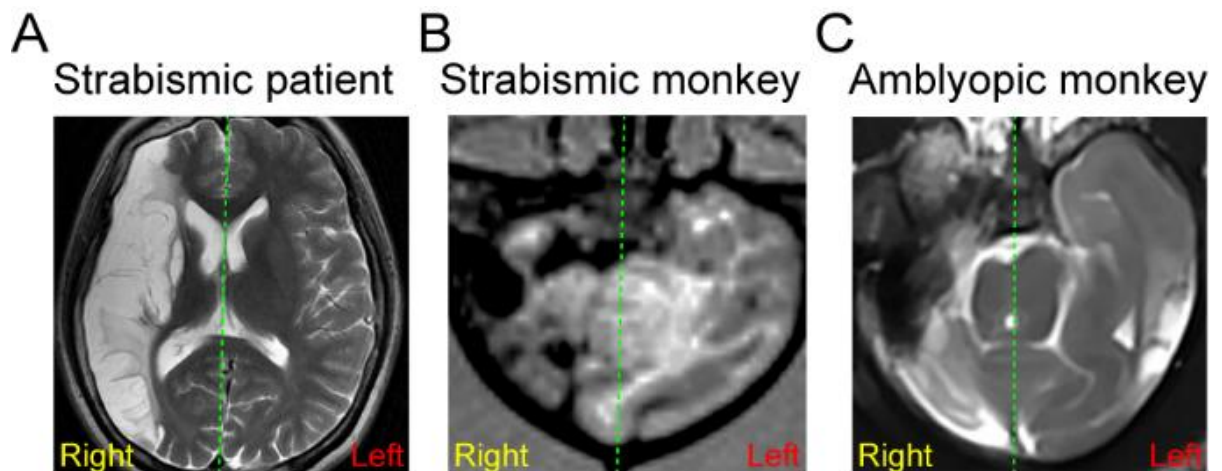 A
Strabismic patient
Right
Left
B
Strabismic monkey
Right
Left
C
Amblyopic monkey
Right
Left